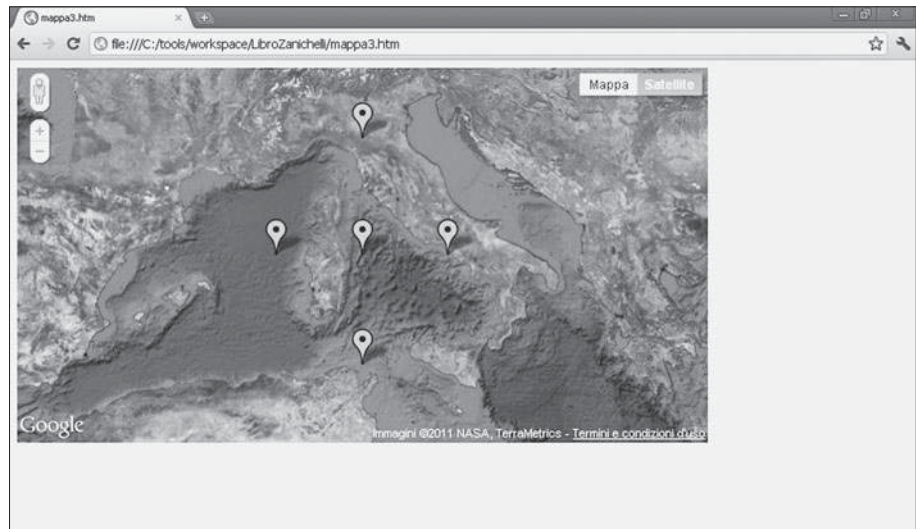 mappa3.htm
file:///C:/tools/workspace/LibroZanichelli/mappa3.htm
Mappa Satellite
Google
Immagini ©2011 NASA, TerraMetrics - Termini e condizioni d'uso